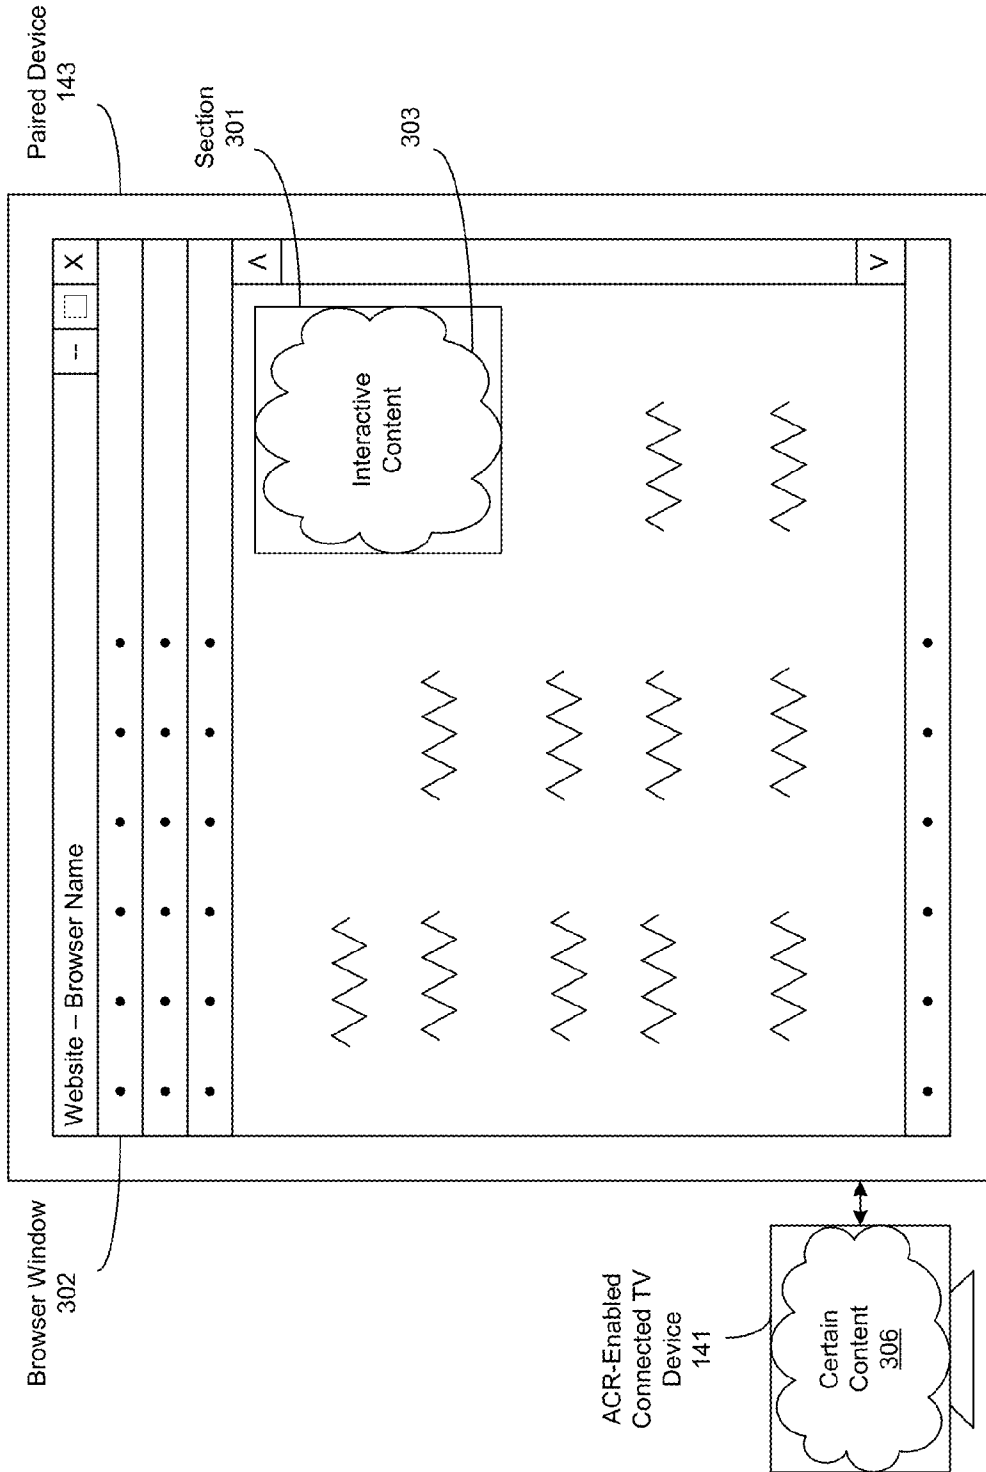 Paired Device
143
Browser Window
302
Website – Browser Name
--
X
Section
301
Interactive
Content
303
<
>
ACR-Enabled
Connected TV
Device
141
Certain
Content
306